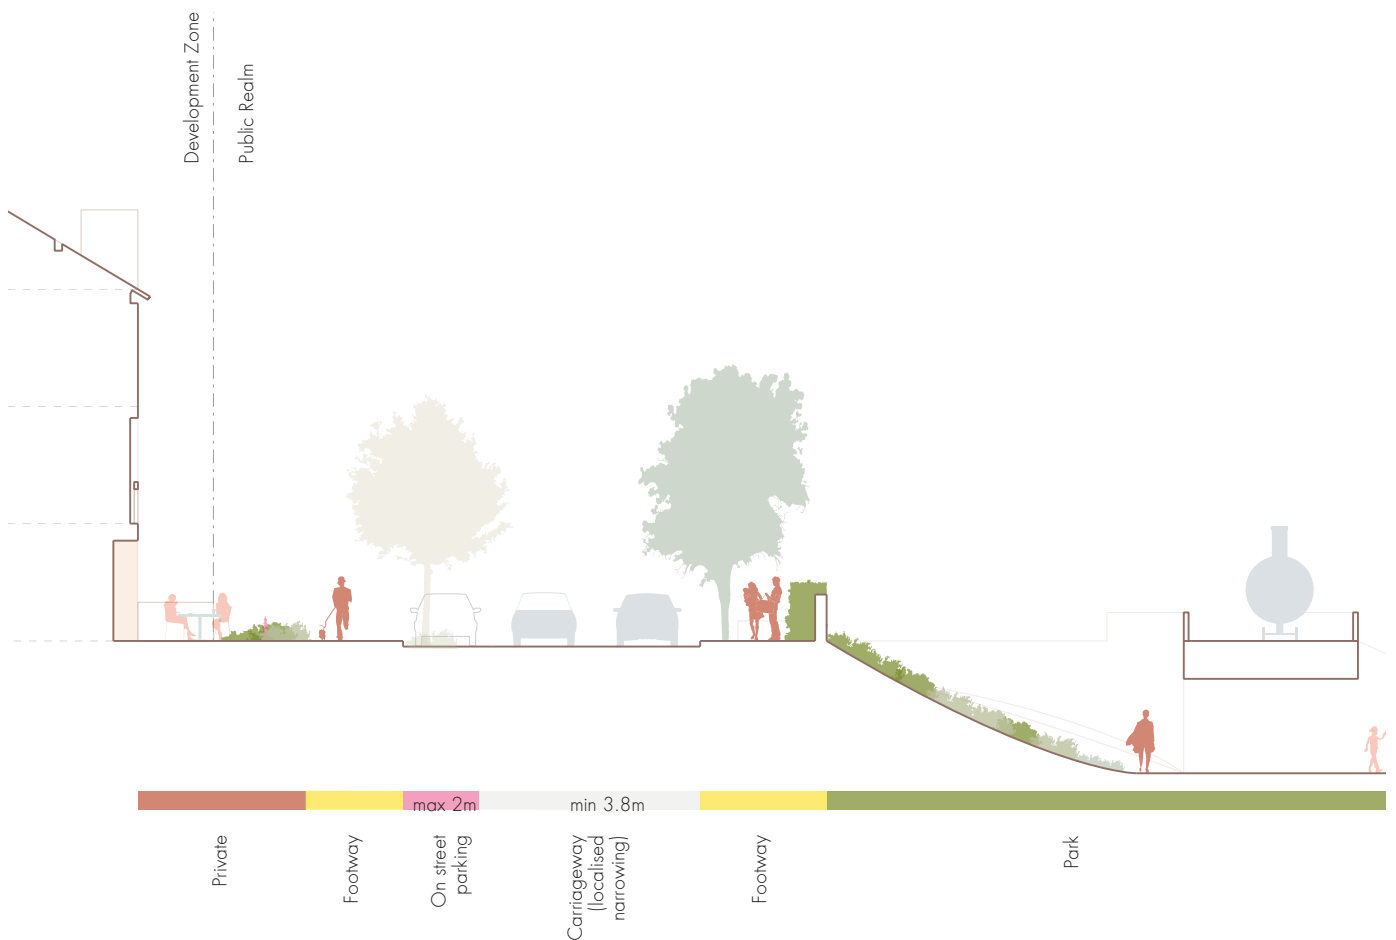 Development Zone
Public Realm
max 2m
min 3.8m
Private
Footway
On street
parking
Carriageway
(localised
narrowing)
Footway
Park